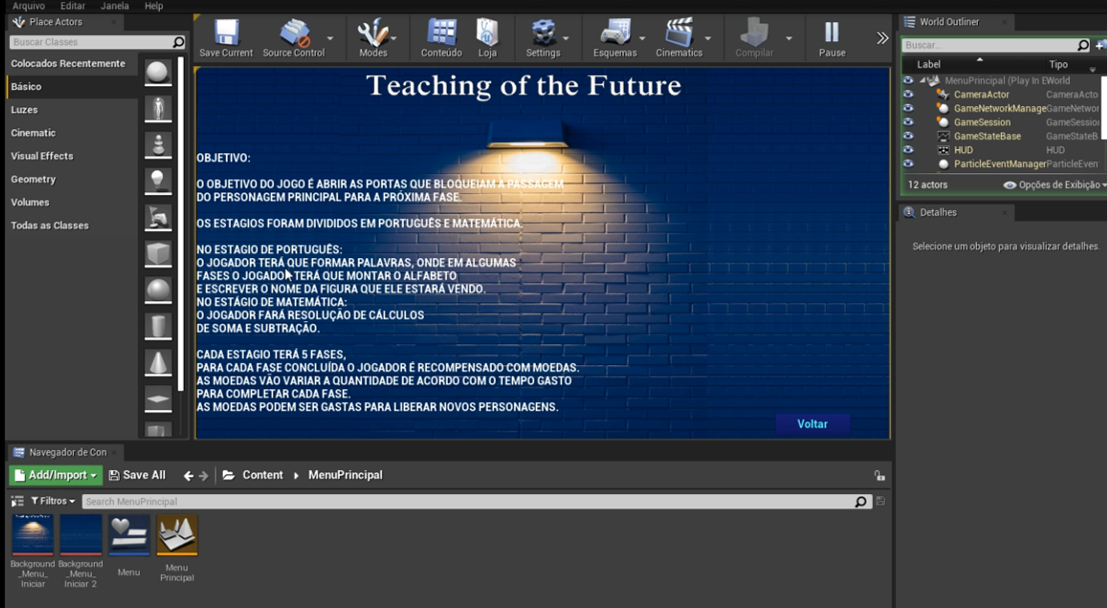 Arquivo Editar Janela Help
Place Actors
Buscar Classes
Colocados Recentemente
Básico
Luzes
Cinematic
Visual Effects
Geometry
Volumes
Todas as Classes
Save Current Source Control Modes Conteúdo Loja Settings Esquemas Cinematics Compilar Pause
Teaching of the Future
OBJETIVO:
O OBJETIVO DO JOGO É ABRIR AS PORTAS QUE BLOQUEIAM A PASSAGEM
DO PERSONAGEM PRINCIPAL PARA A PRÓXIMA FASE.
OS ESTAGIOS FORAM DIVIDIDOS EM PORTUGUÊS E MATEMÁTICA.
NO ESTAGIO DE PORTUGUÊS:
O JOGADOR TERÁ QUE FORMAR PALAVRAS, ONDE EM ALGUMAS
FASES O JOGADOR TERÁ QUE MONTAR O ALFABETO
E ESCREVER O NOME DA FIGURA QUE ELE ESTARÁ VENDO.
NO ESTÁGIO DE MATEMÁTICA:
O JOGADOR FARÁ RESOLUÇÃO DE CÁLCULOS
DE SOMA E SUBTRAÇÃO.
CADA ESTAGIO TERÁ 5 FASES,
PARA CADA FASE CONCLUÍDA O JOGADOR É RECOMPENSADO COM MOEDAS.
AS MOEDAS VÃO VARIAR A QUANTIDADE DE ACORDO COM O TEMPO GASTO
PARA COMPLETAR CADA FASE.
AS MOEDAS PODEM SER GASTAS PARA LIBERAR NOVOS PERSONAGENS.
Voltar
World Outliner
Buscar...
Label Tipo
MenuPrincipal (Play In E World
CameraActor CameraActo
GameNetworkManage GameNetwor
GameSession GameSessio
GameStateBase GameStateB
HUD HUD
ParticleEventManager ParticleEven
12 actors Opções de Exibição
Detalhes
Selecione um objeto para visualizar detalhes.
Navegador de Con
Add/Import Save All Content MenuPrincipal
Filtros Search MenuPrincipal
Background
_Menu_
Iniciar
Background
_Menu_
Iniciar 2
Menu
Menu
Principal